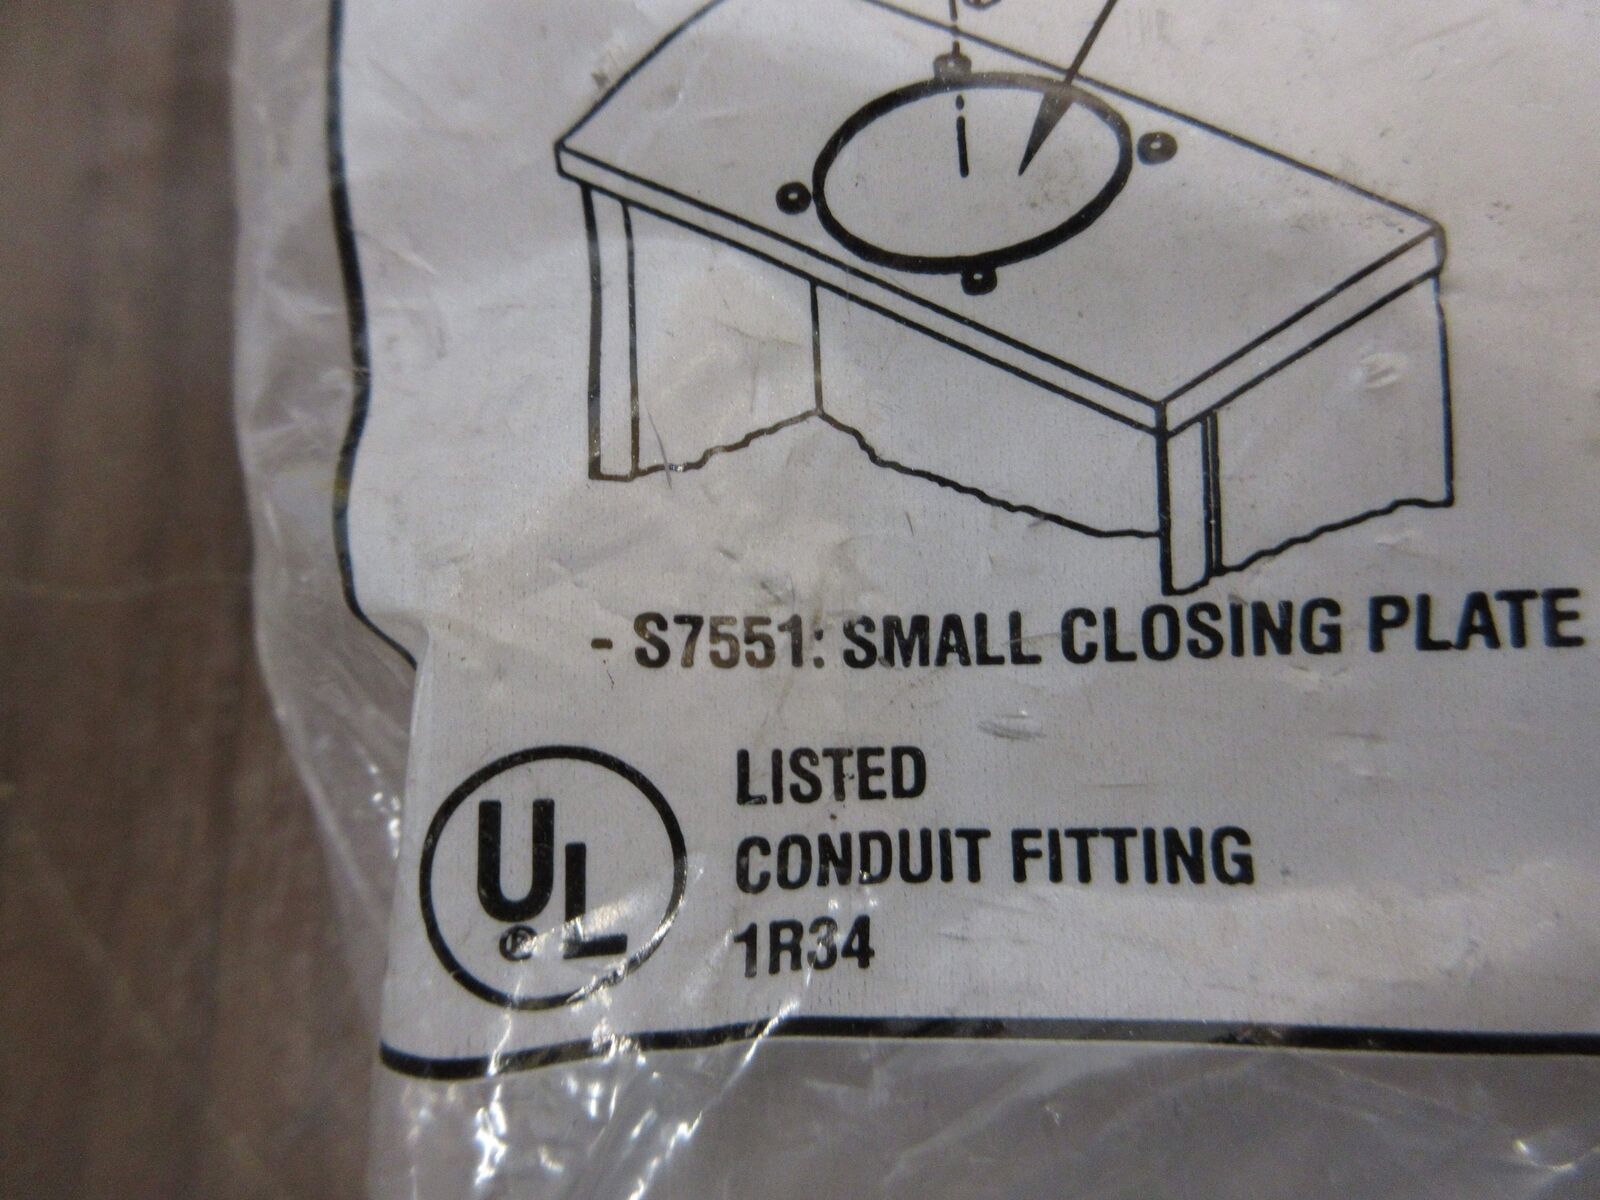 - S7551: SMALL CLOSING PLATE
UL
®
LISTED
CONDUIT FITTING
1R34